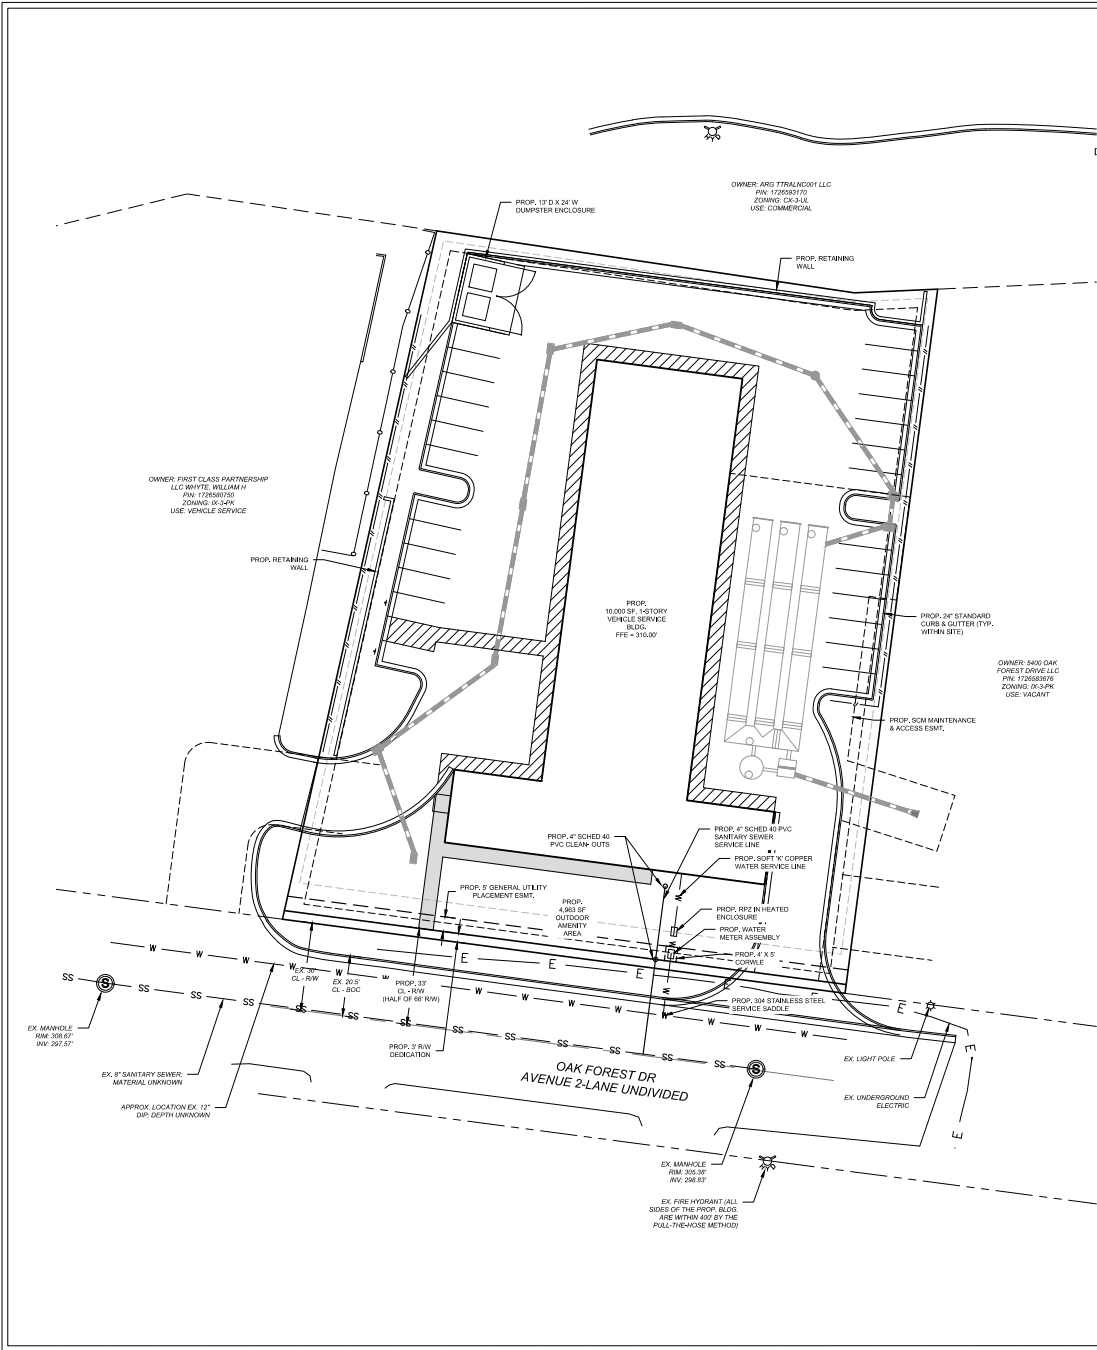 OWNER: ARG TTRALNC001 LLC
PIN: 1726593170
ZONING: CX-3-UL
USE: COMMERCIAL
PROP. 13' D X 24' W
DUMPSTER ENCLOSURE
PROP. RETAINING
WALL
OWNER: FIRST CLASS PARTNERSHIP
LLC WHYTE, WILLIAM H
PIN: 1726580750
ZONING: IX-3-PK
USE: VEHICLE SERVICE
PROP. RETAINING
WALL
PROP.
10,000 SF, 1-STORY
VEHICLE SERVICE
BLDG.
FFE = 310.00'
PROP. 24" STANDARD
CURB & GUTTER (TYP.
WITHIN SITE)
OWNER: 5400 OAK
FOREST DRIVE LLC
PIN: 1726583676
ZONING: IX-3-PK
USE: VACANT
PROP. SCM MAINTENANCE
& ACCESS ESMT.
PROP. 4" SCHED 40
PVC CLEAN- OUTS
PROP. 4" SCHED 40 PVC
SANITARY SEWER
SERVICE LINE
PROP. SOFT 'K' COPPER
WATER SERVICE LINE
PROP. 5' GENERAL UTILITY
PLACEMENT ESMT.
PROP.
4,963 SF
OUTDOOR
AMENITY
AREA
PROP. RPZ IN HEATED
ENCLOSURE
PROP. WATER
METER ASSEMBLY
PROP. 4' X 5'
CORWLE
EX. 30'
CL - R/W
EX. 20.5'
CL - BOC
PROP. 33'
CL - R/W
(HALF OF 66' R/W)
PROP. 304 STAINLESS STEEL
SERVICE SADDLE
EX. MANHOLE
RIM: 308.67'
INV: 297.57'
PROP. 3' R/W
DEDICATION
EX. LIGHT POLE
EX. 8" SANITARY SEWER;
MATERIAL UNKNOWN
OAK FOREST DR
AVENUE 2-LANE UNDIVIDED
EX. UNDERGROUND
ELECTRIC
APPROX. LOCATION EX. 12"
DIP; DEPTH UNKNOWN
EX. MANHOLE
RIM: 305.38'
INV: 298.83'
EX. FIRE HYDRANT (ALL
SIDES OF THE PROP. BLDG.
ARE WITHIN 400' BY THE
PULL-THE-HOSE METHOD)